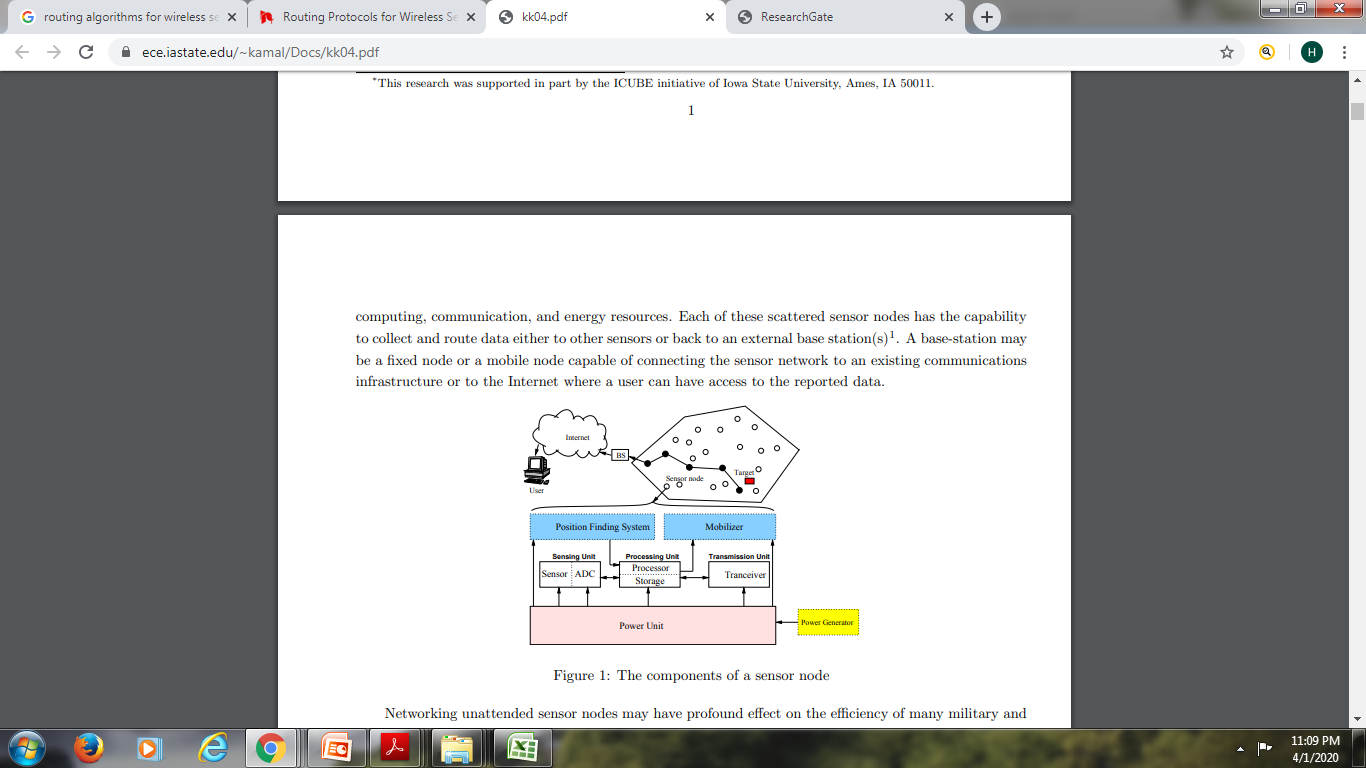 routing algorithms for wireless se
Routing Protocols for Wireless Se
kk04.pdf
ResearchGate
ece.iastate.edu/~kamal/Docs/kk04.pdf
H
*This research was supported in part by the ICUBE initiative of Iowa State University, Ames, IA 50011.
1
computing, communication, and energy resources. Each of these scattered sensor nodes has the capability
to collect and route data either to other sensors or back to an external base station(s)1. A base-station may
be a fixed node or a mobile node capable of connecting the sensor network to an existing communications
infrastructure or to the Internet where a user can have access to the reported data.
Internet
BS
User
Sensor node
Target
Position Finding System
Mobilizer
Sensing Unit
Processing Unit
Transmission Unit
Sensor
ADC
Processor
Storage
Tranceiver
Power Unit
Power Generator
Figure 1: The components of a sensor node
Networking unattended sensor nodes may have profound effect on the efficiency of many military and
11:09 PM
4/1/2020